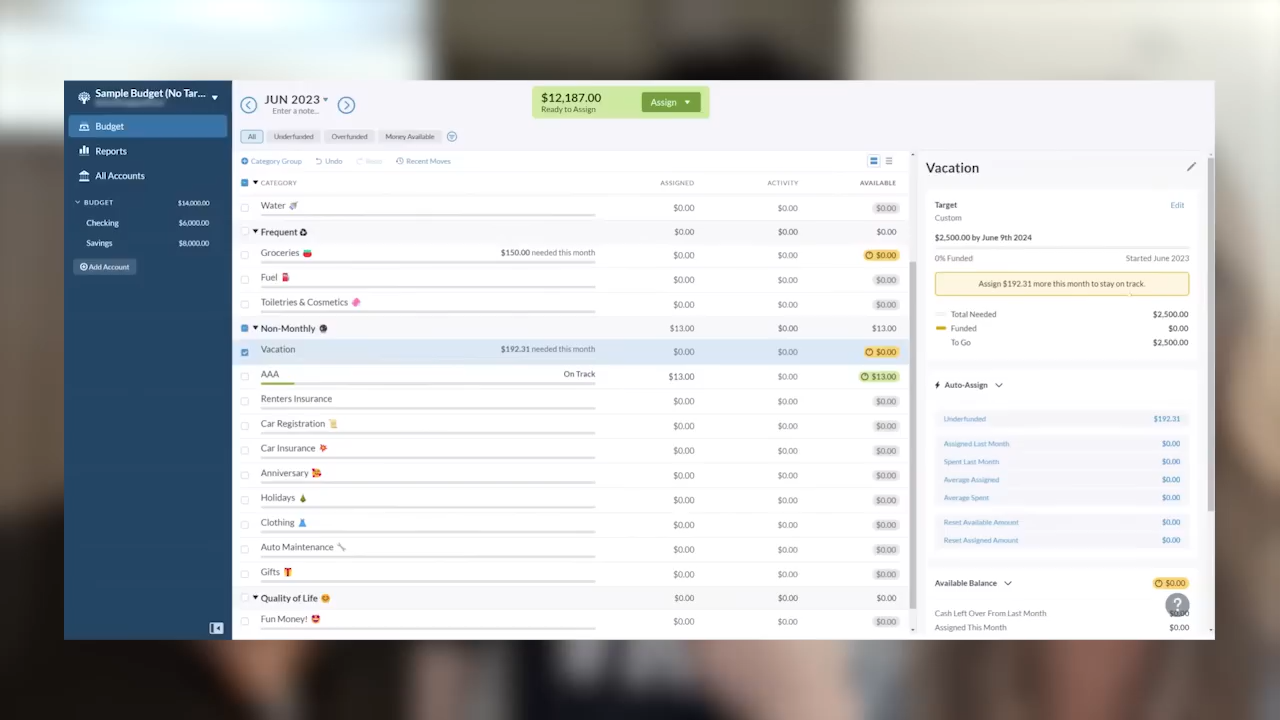 Sample Budget (No Tar...
Budget
Reports
All Accounts
BUDGET $14,000.00
Checking $6,000.00
Savings $8,000.00
Add Account
JUN 2023
Enter a note...
$12,187.00
Ready to Assign
Assign
All Underfunded Overfunded Money Available
Category Group Undo Redo Recent Moves
CATEGORY ASSIGNED ACTIVITY AVAILABLE
Water $0.00 $0.00 $0.00
Frequent $0.00 $0.00 $0.00
Groceries $150.00 needed this month $0.00 $0.00 $0.00
Fuel $0.00 $0.00 $0.00
Toiletries & Cosmetics $0.00 $0.00 $0.00
Non-Monthly $13.00 $0.00 $13.00
Vacation $192.31 needed this month $0.00 $0.00 $0.00
AAA On Track $13.00 $0.00 $13.00
Renters Insurance $0.00 $0.00 $0.00
Car Registration $0.00 $0.00 $0.00
Car Insurance $0.00 $0.00 $0.00
Anniversary $0.00 $0.00 $0.00
Holidays $0.00 $0.00 $0.00
Clothing $0.00 $0.00 $0.00
Auto Maintenance $0.00 $0.00 $0.00
Gifts $0.00 $0.00 $0.00
Quality of Life $0.00 $0.00 $0.00
Fun Money! $0.00 $0.00 $0.00
Vacation
Target Edit
Custom
$2,500.00 by June 9th 2024
0% Funded Started June 2023
Assign $192.31 more this month to stay on track.
Total Needed $2,500.00
Funded $0.00
To Go $2,500.00
Auto-Assign
Underfunded $192.31
Assigned Last Month $0.00
Spent Last Month $0.00
Average Assigned $0.00
Average Spent $0.00
Reset Available Amount $0.00
Reset Assigned Amount $0.00
Available Balance $0.00
?
Cash Left Over From Last Month $0.00
Assigned This Month $0.00